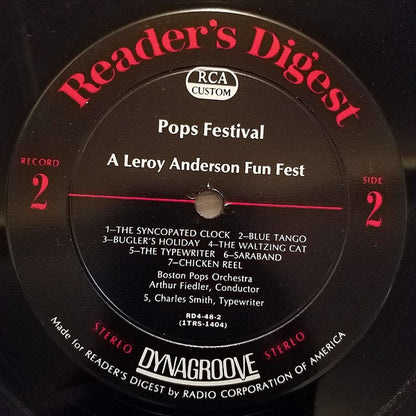 Reader's Digest
RCA
CUSTOM
Pops Festival
A Leroy Anderson Fun Fest
RECORD
2
SIDE
2
1—THE SYNCOPATED CLOCK 2—BLUE TANGO
3—BUGLER'S HOLIDAY 4—THE WALTZING CAT
5—THE TYPEWRITER 6—SARABAND
7—CHICKEN REEL
Boston Pops Orchestra
Arthur Fiedler, Conductor
5, Charles Smith, Typewriter
RD4-48-2
(1TRS-1404)
STEREO
DYNAGROOVE
STEREO
Made for READER'S DIGEST by RADIO CORPORATION OF AMERICA